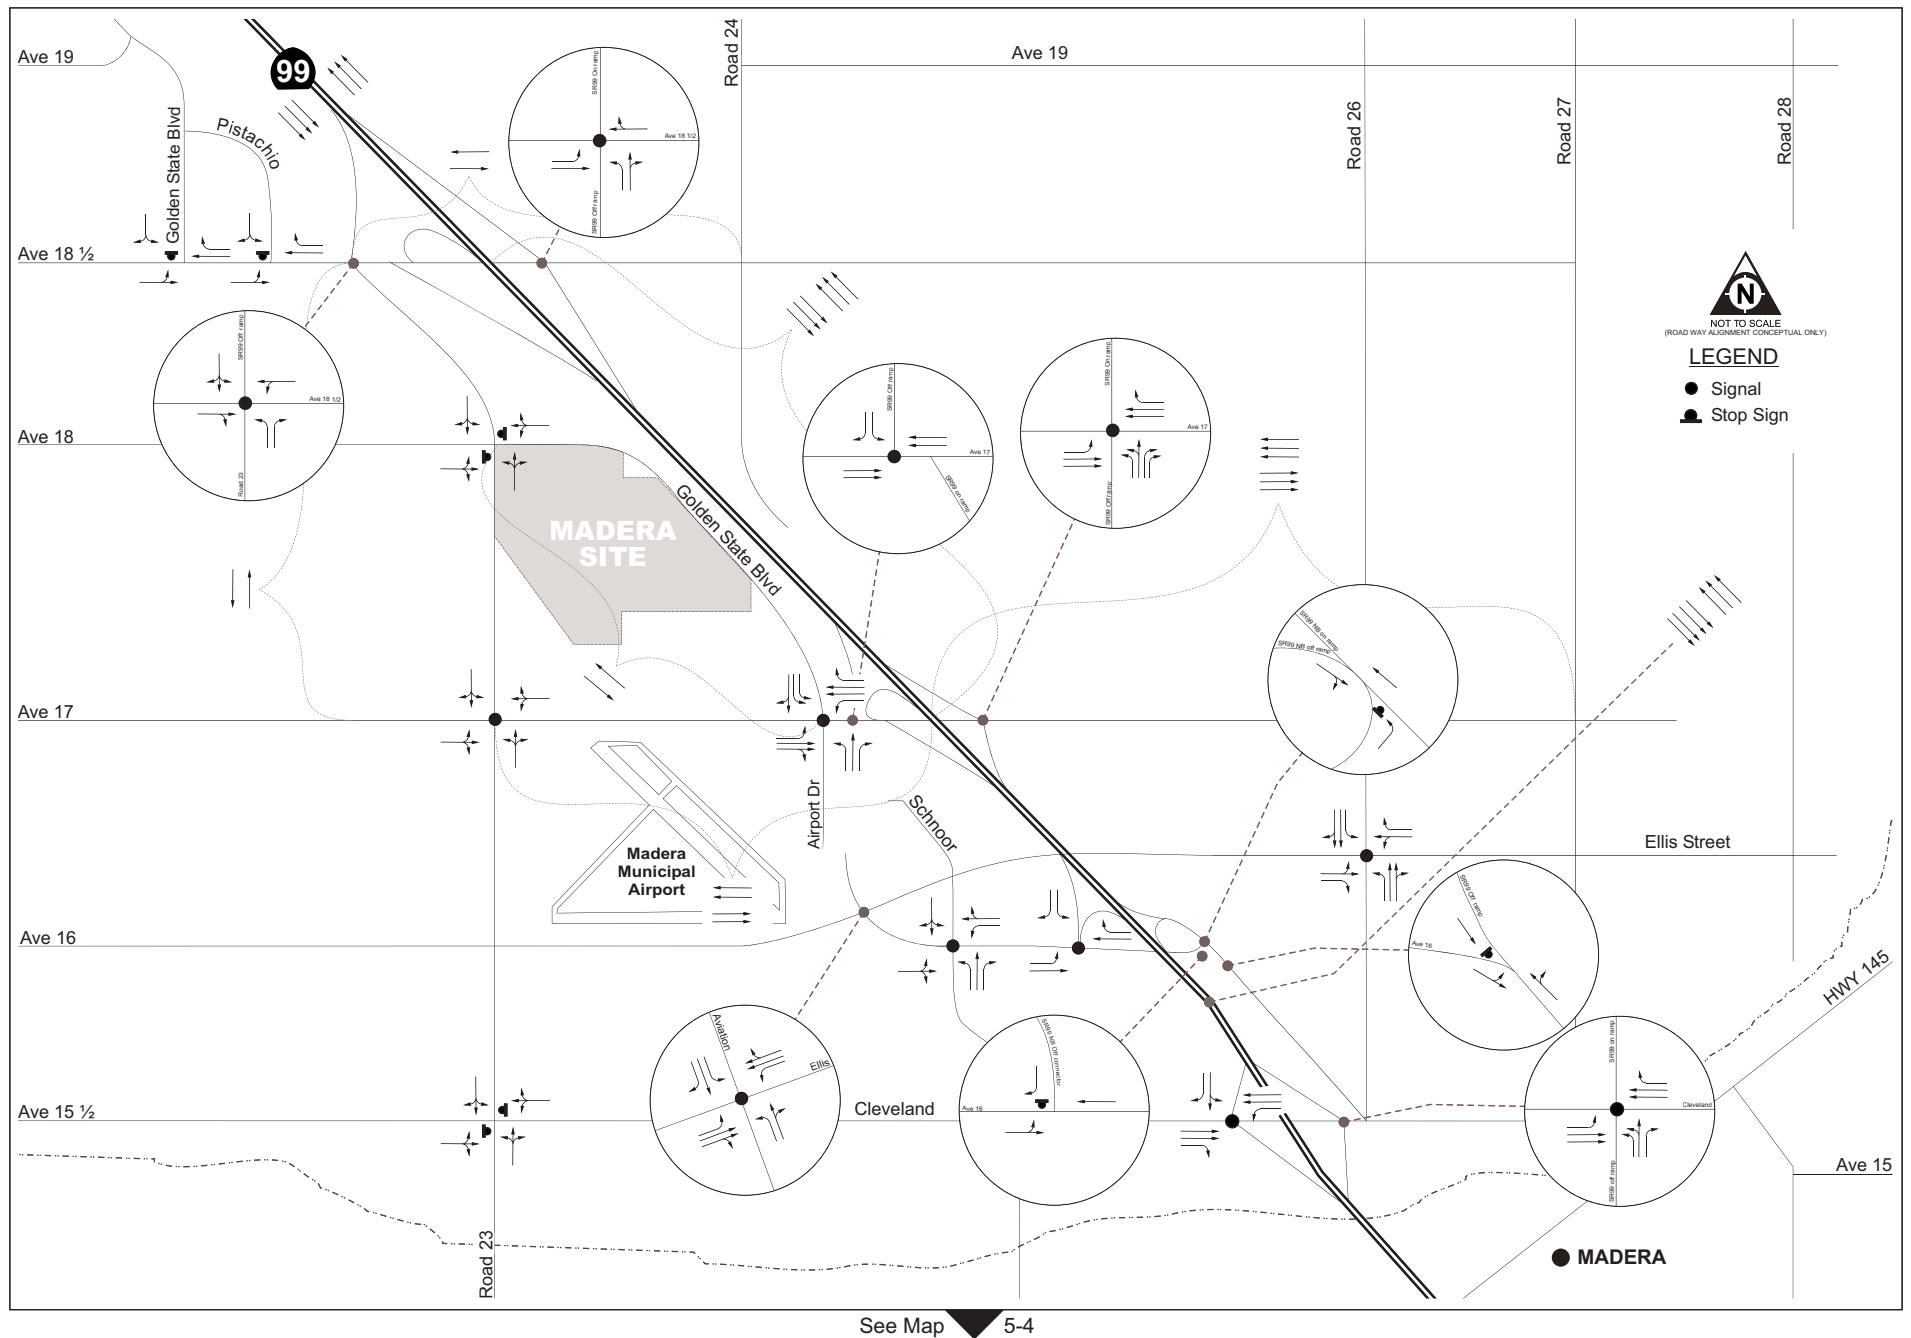 Ave 19
99
Road 24
Ave 19
Road 26
Road 27
Road 28
Golden State Blvd
Pistachio
SR99 On ramp
Ave 18 1/2
SR99 Off ramp
Ave 18 ½
N
NOT TO SCALE
(ROAD WAY ALIGNMENT CONCEPTUAL ONLY)
LEGEND
Signal
Stop Sign
SR99 Off ramp
Ave 18 1/2
Road 23
Ave 18
SR99 Off ramp
Ave 17
SR99 on ramp
SR99 On ramp
Ave 17
SR99 Off ramp
MADERA
SITE
Golden State Blvd
SR99 NB on ramp
SR99 NB off ramp
Ave 17
Airport Dr
Schnoor
Madera
Municipal
Airport
Ellis Street
SR99 Off ramp
Ave 16
Ave 16
HWY 145
Aviation
Ellis
SR99 NB Off connector
Ave 16
SR99 on ramp
Cleveland
SR99 off ramp
Ave 15 ½
Cleveland
Ave 15
Road 23
MADERA
See Map
5-4